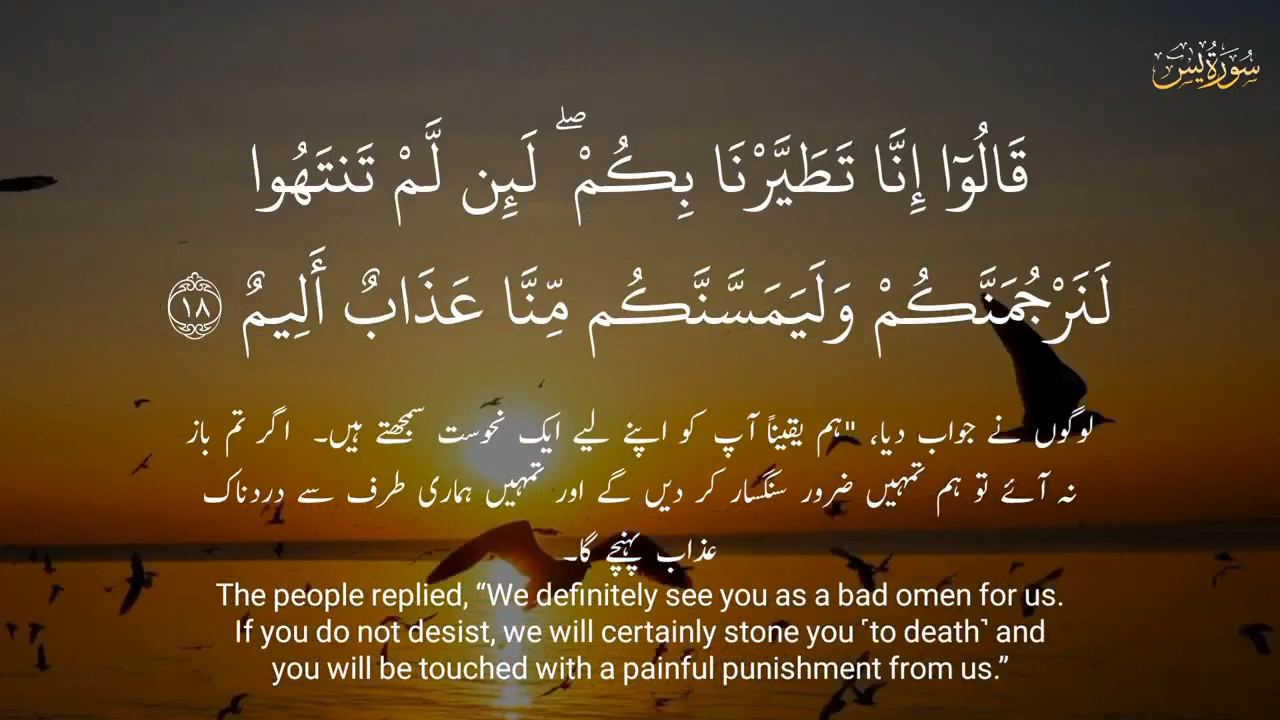 سُورَةُ يسٓ
قَالُوٓا۟ إِنَّا تَطَيَّرْنَا بِكُمْ ۖ لَئِن لَّمْ تَنتَهُوا۟
لَنَرْجُمَنَّكُمْ وَلَيَمَسَّنَّكُم مِّنَّا عَذَابٌ أَلِيمٌ ١٨
لوگوں نے جواب دیا، "ہم یقیناً آپ کو اپنے لیے ایک نحوست سمجھتے ہیں۔ اگر تم باز
نہ آئے تو ہم تمہیں ضرور سنگسار کر دیں گے اور تمہیں ہماری طرف سے دردناک
عذاب پہنچے گا۔
The people replied, “We definitely see you as a bad omen for us.
If you do not desist, we will certainly stone you ˹to death˺ and
you will be touched with a painful punishment from us.”